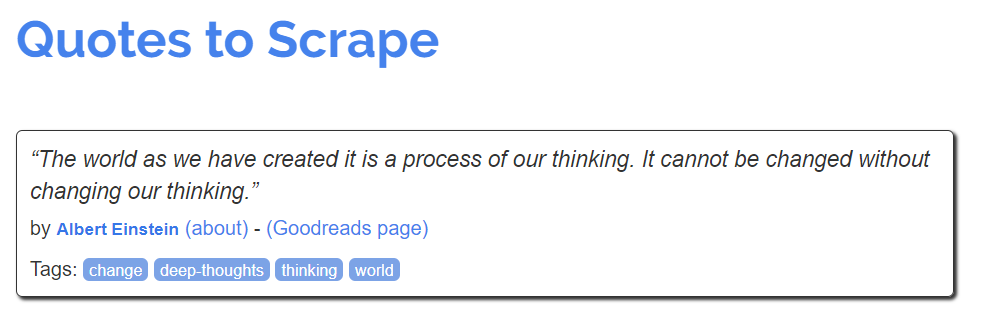 Quotes to Scrape
“The world as we have created it is a process of our thinking. It cannot be changed without
changing our thinking.”
by Albert Einstein (about) - (Goodreads page)
Tags: change deep-thoughts thinking world